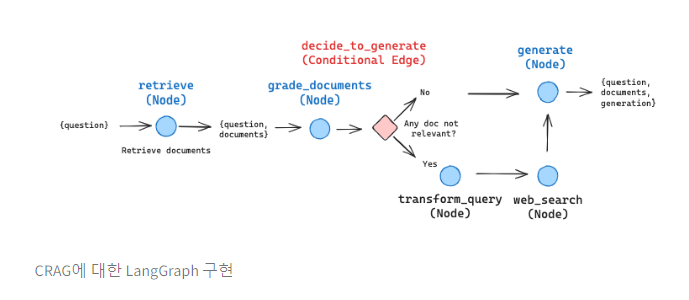 decide_to_generate
(Conditional Edge)
generate
(Node)
retrieve
(Node)
grade_documents
(Node)
No
{question,
documents,
generation}
{question}
{question,
documents}
Any doc not
relevant?
Retrieve documents
Yes
transform_query
(Node)
web_search
(Node)
CRAG에 대한 LangGraph 구현